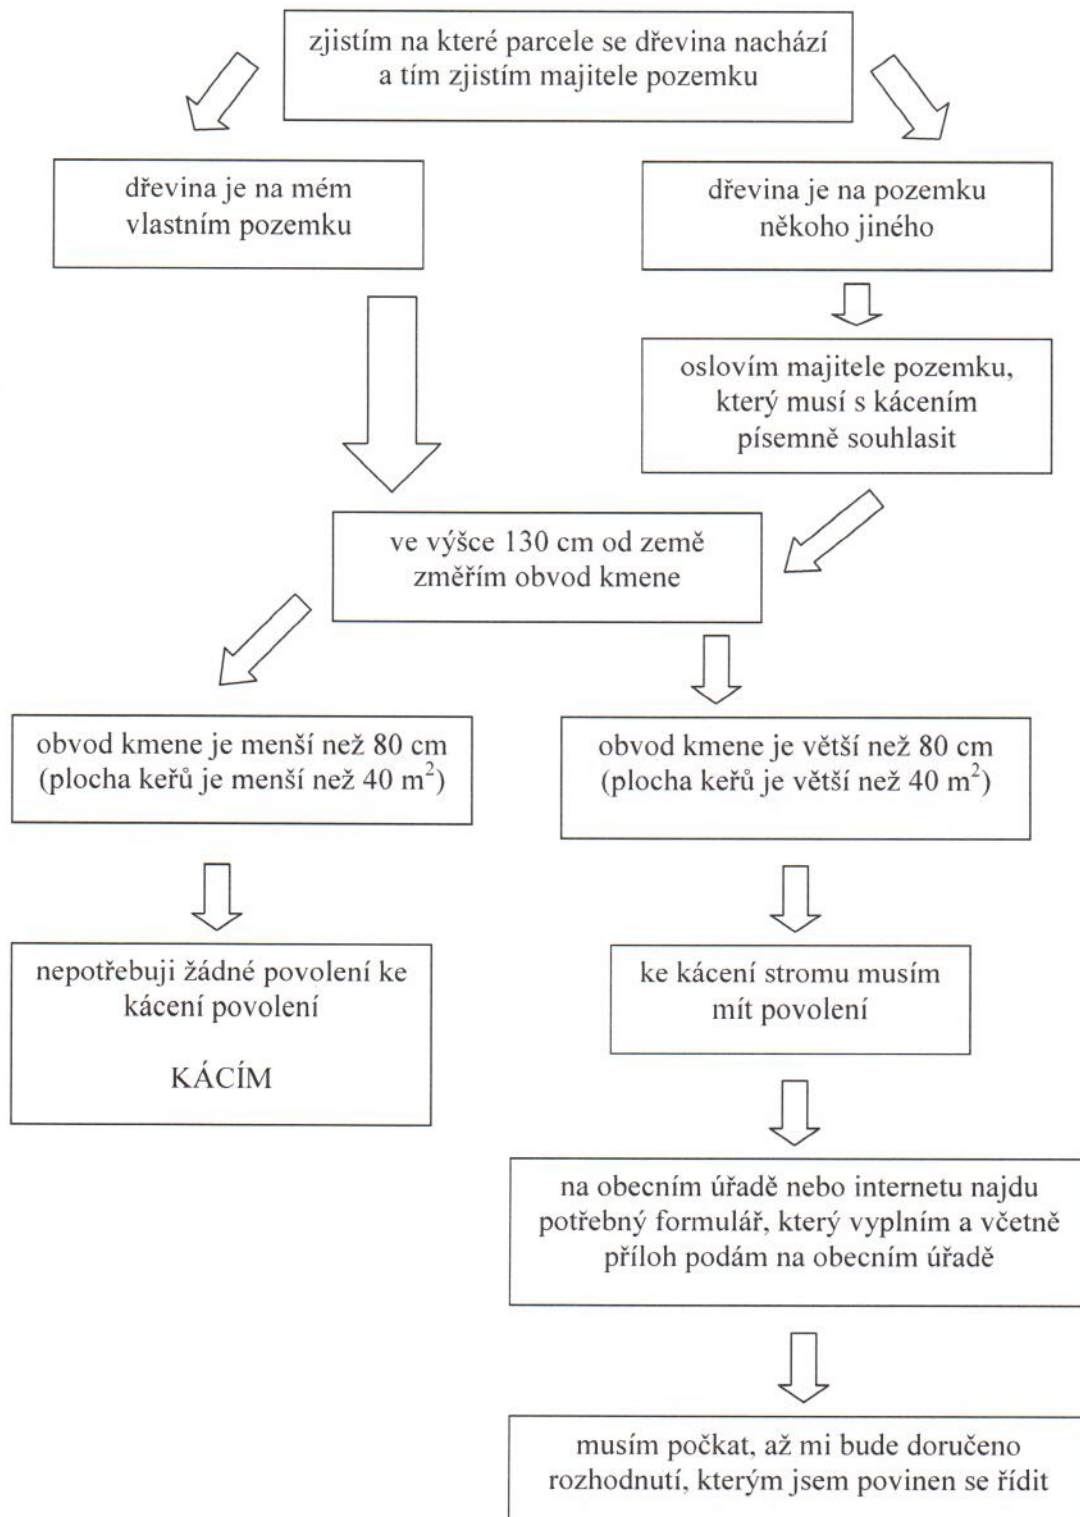 zjistím na které parcele se dřevina nachází
a tím zjistím majitele pozemku
dřevina je na mém
vlastním pozemku
dřevina je na pozemku
někoho jiného
oslovím majitele pozemku,
který musí s kácením
písemně souhlasit
ve výšce 130 cm od země
změřím obvod kmene
obvod kmene je menší než 80 cm
(plocha keřů je menší než 40 m²)
obvod kmene je větší než 80 cm
(plocha keřů je větší než 40 m²)
nepotřebuji žádné povolení ke
kácení povolení
KÁCÍM
ke kácení stromu musím
mít povolení
na obecním úřadě nebo internetu najdu
potřebný formulář, který vyplním a včetně
příloh podám na obecním úřadě
musím počkat, až mi bude doručeno
rozhodnutí, kterým jsem povinen se řídit